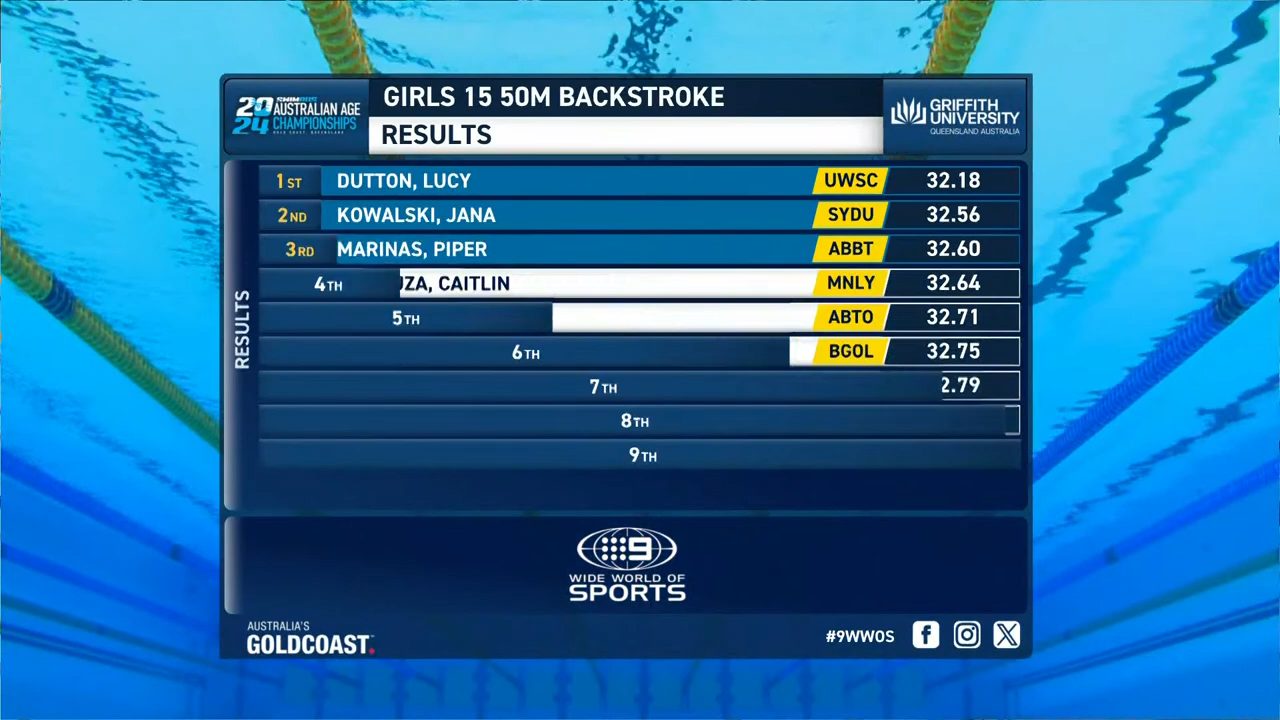 GIRLS 15 50M BACKSTROKE
2024 AUSTRALIAN AGE CHAMPIONSHIPS
GRIFFITH UNIVERSITY
QUEENSLAND AUSTRALIA
RESULTS
RESULTS
1ST DUTTON, LUCY UWSC 32.18
2ND KOWALSKI, JANA SYDU 32.56
3RD MARINAS, PIPER ABBT 32.60
4TH ZA, CAITLIN MNLY 32.64
5TH ABTO 32.71
6TH BGOL 32.75
7TH 2.79
8TH
9TH
9
WIDE WORLD OF
SPORTS
AUSTRALIA'S
GOLDCOAST.
#9WWOS